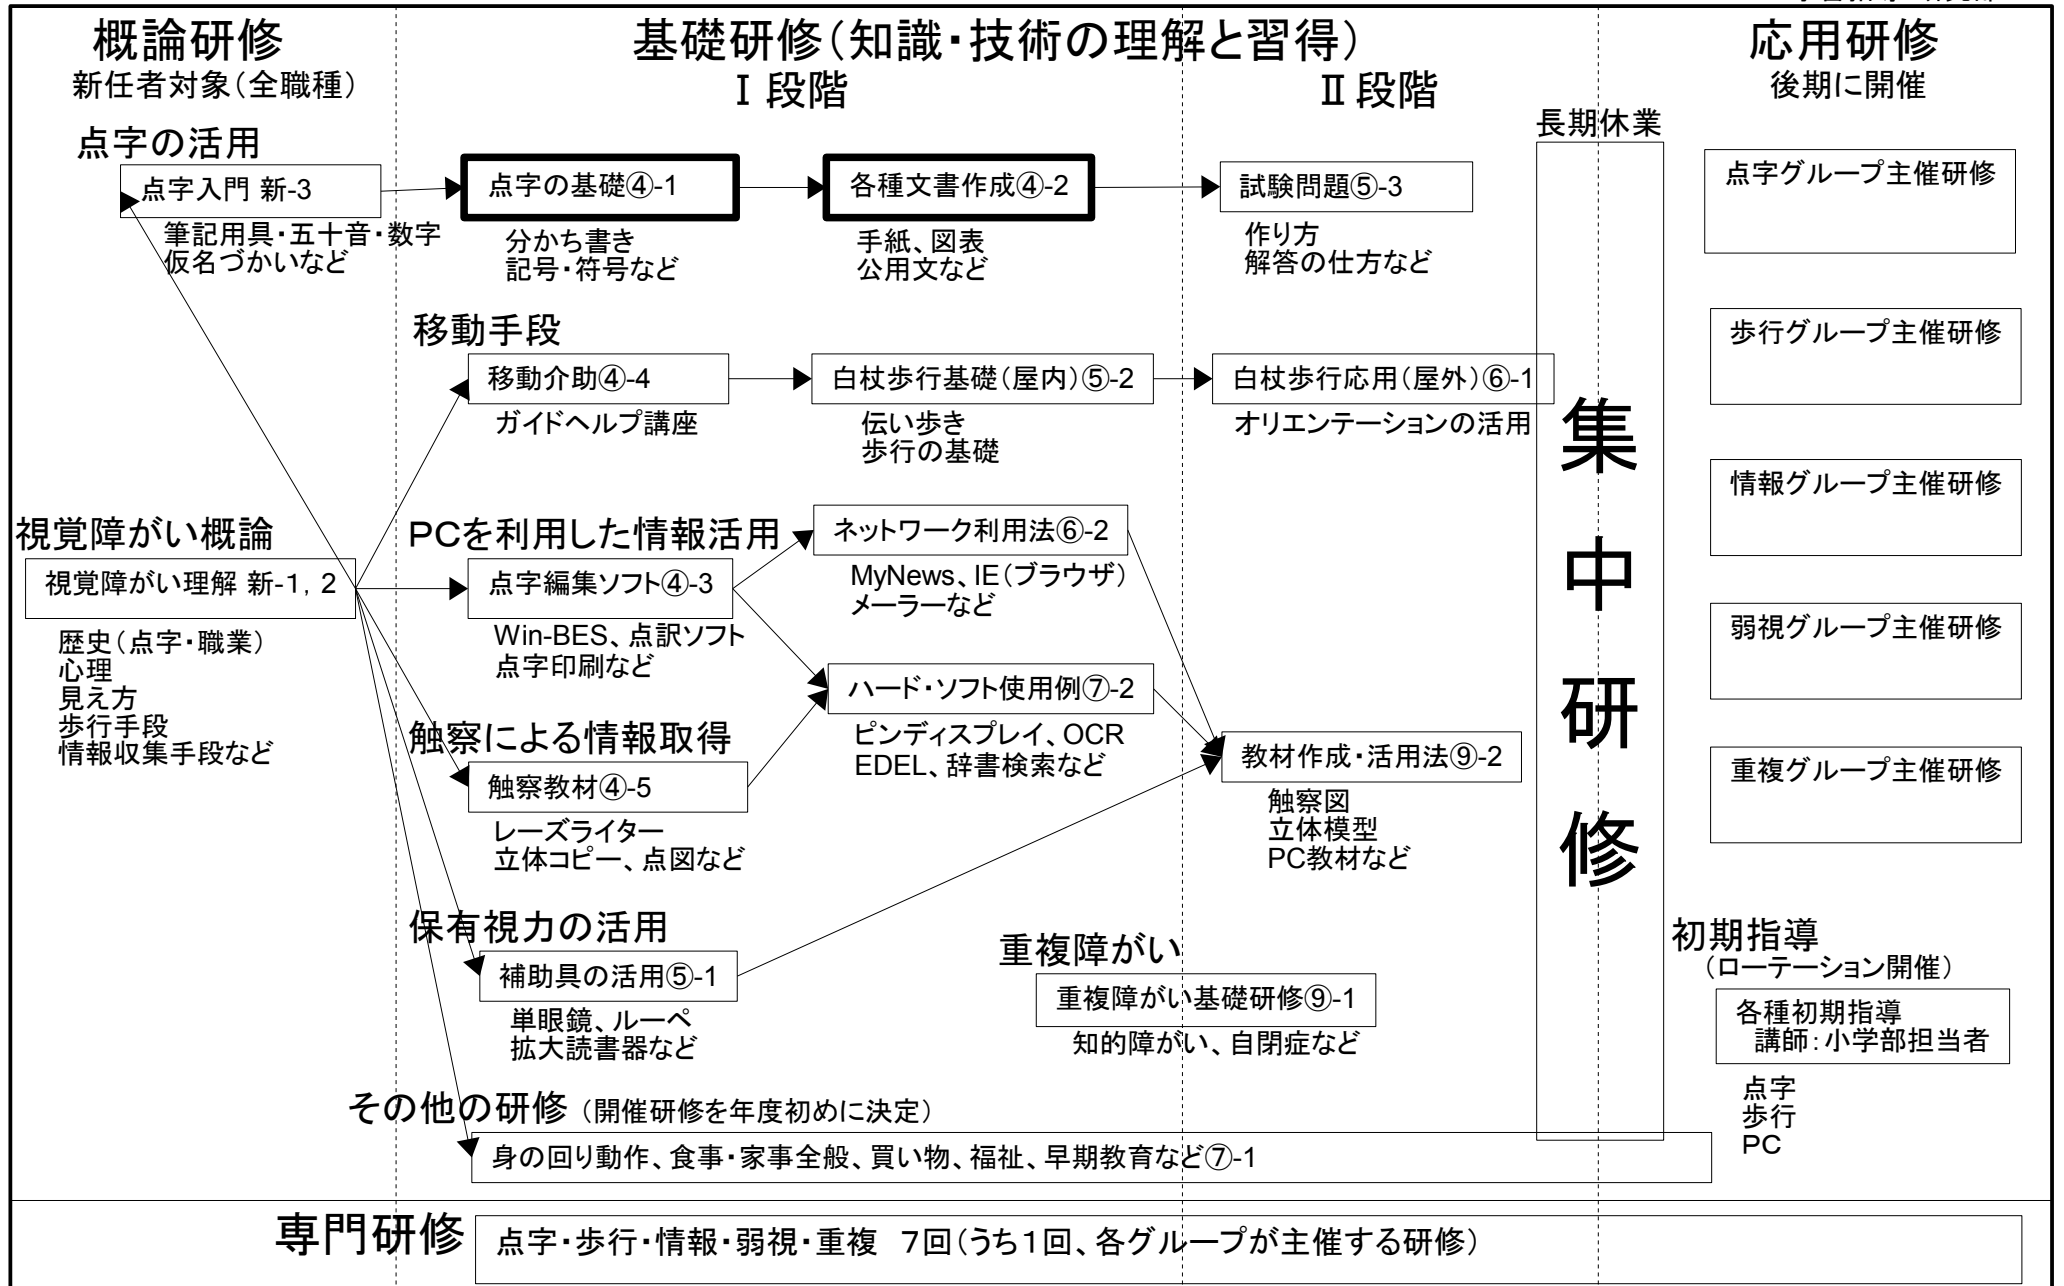 概論研修
新任者対象（全職種）
基礎研修（知識・技術の理解と習得）
Ⅰ段階
Ⅱ段階
応用研修
後期に開催
長期休業
点字の活用
点字入門 新-3
筆記用具・五十音・数字
仮名づかいなど
点字の基礎④-1
分かち書き
記号・符号など
各種文書作成④-2
手紙、図表
公用文など
試験問題⑤-3
作り方
解答の仕方など
点字グループ主催研修
移動手段
移動介助④-4
ガイドヘルプ講座
白杖歩行基礎（屋内）⑤-2
伝い歩き
歩行の基礎
白杖歩行応用（屋外）⑥-1
オリエンテーションの活用
歩行グループ主催研修
集中研修
情報グループ主催研修
視覚障がい概論
視覚障がい理解 新-1, 2
歴史（点字・職業）
心理
見え方
歩行手段
情報収集手段など
PCを利用した情報活用
点字編集ソフト④-3
Win-BES、点訳ソフト
点字印刷など
ネットワーク利用法⑥-2
MyNews、IE（ブラウザ）
メーラーなど
弱視グループ主催研修
ハード・ソフト使用例⑦-2
ピンディスプレイ、OCR
EDEL、辞書検索など
触察による情報取得
触察教材④-5
レーズライター
立体コピー、点図など
教材作成・活用法⑨-2
触察図
立体模型
PC教材など
重複グループ主催研修
保有視力の活用
補助具の活用⑤-1
単眼鏡、ルーペ
拡大読書器など
重複障がい
重複障がい基礎研修⑨-1
知的障がい、自閉症など
初期指導
（ローテーション開催）
各種初期指導
講師：小学部担当者
点字
歩行
PC
その他の研修（開催研修を年度初めに決定）
身の回り動作、食事・家事全般、買い物、福祉、早期教育など⑦-1
専門研修
点字・歩行・情報・弱視・重複　7回（うち1回、各グループが主催する研修）